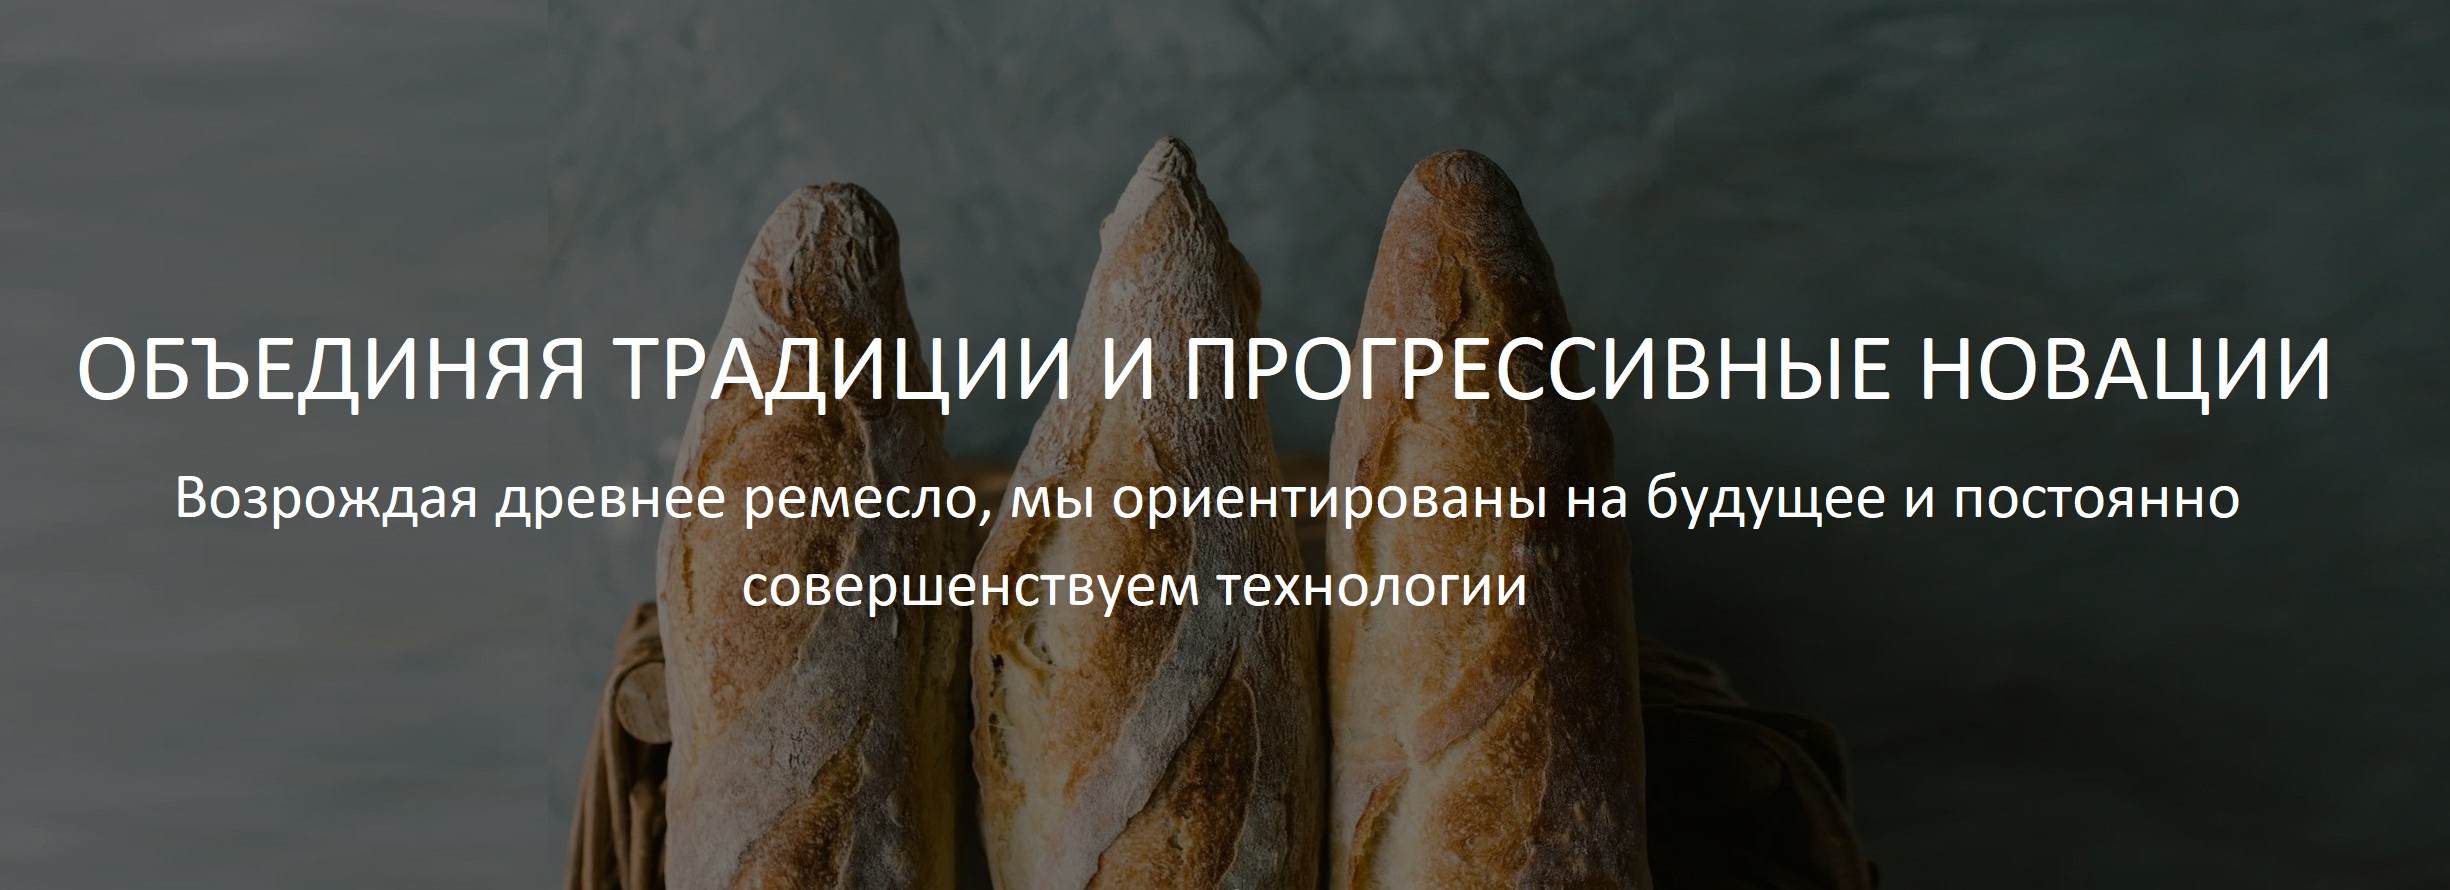 ОБЪЕДИНЯЯ ТРАДИЦИИ И ПРОГРЕССИВНЫЕ НОВАЦИИ
Возрождая древнее ремесло, мы ориентированы на будущее и постоянно
совершенствуем технологии